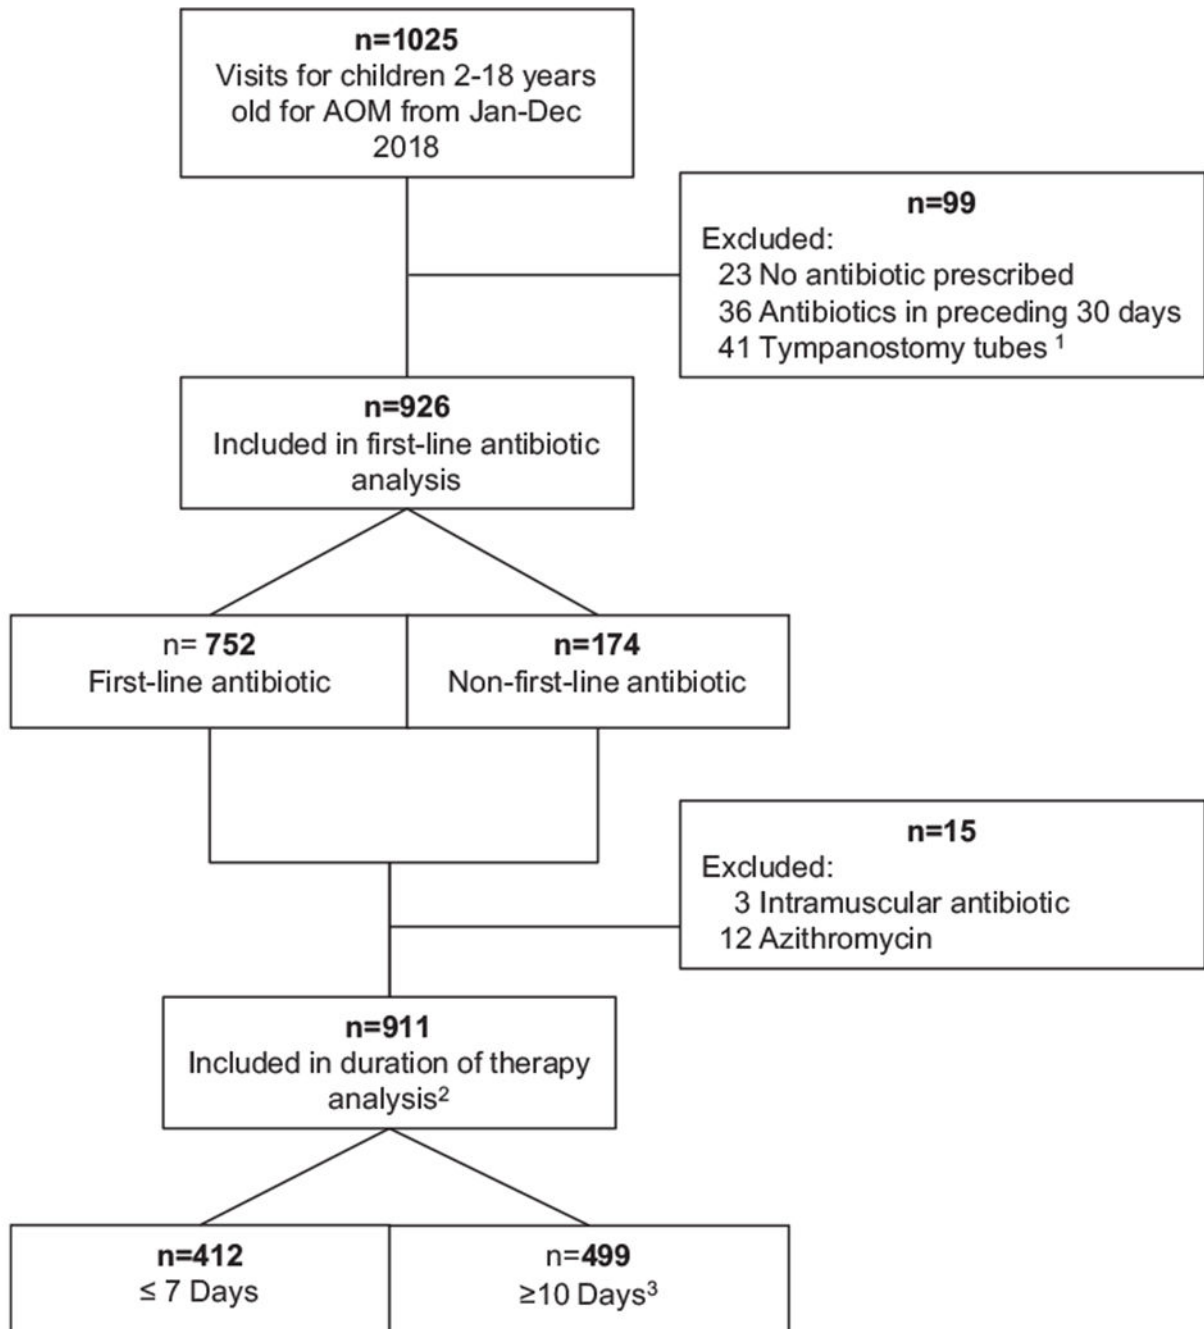 n=1025
Visits for children 2-18 years
old for AOM from Jan-Dec
2018
n=99
Excluded:
23 No antibiotic prescribed
36 Antibiotics in preceding 30 days
41 Tympanostomy tubes ¹
n=926
Included in first-line antibiotic
analysis
n= 752
First-line antibiotic
n=174
Non-first-line antibiotic
n=15
Excluded:
3 Intramuscular antibiotic
12 Azithromycin
n=911
Included in duration of therapy
analysis²
n=412
≤ 7 Days
n=499
≥10 Days³